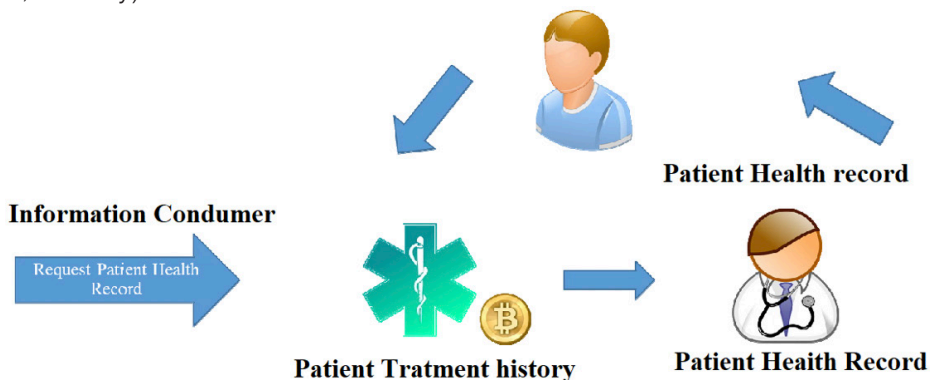 Patient Health record
Information Condumer
Request Patient Health
Record
Patient Tratment history
Patient Heaith Record